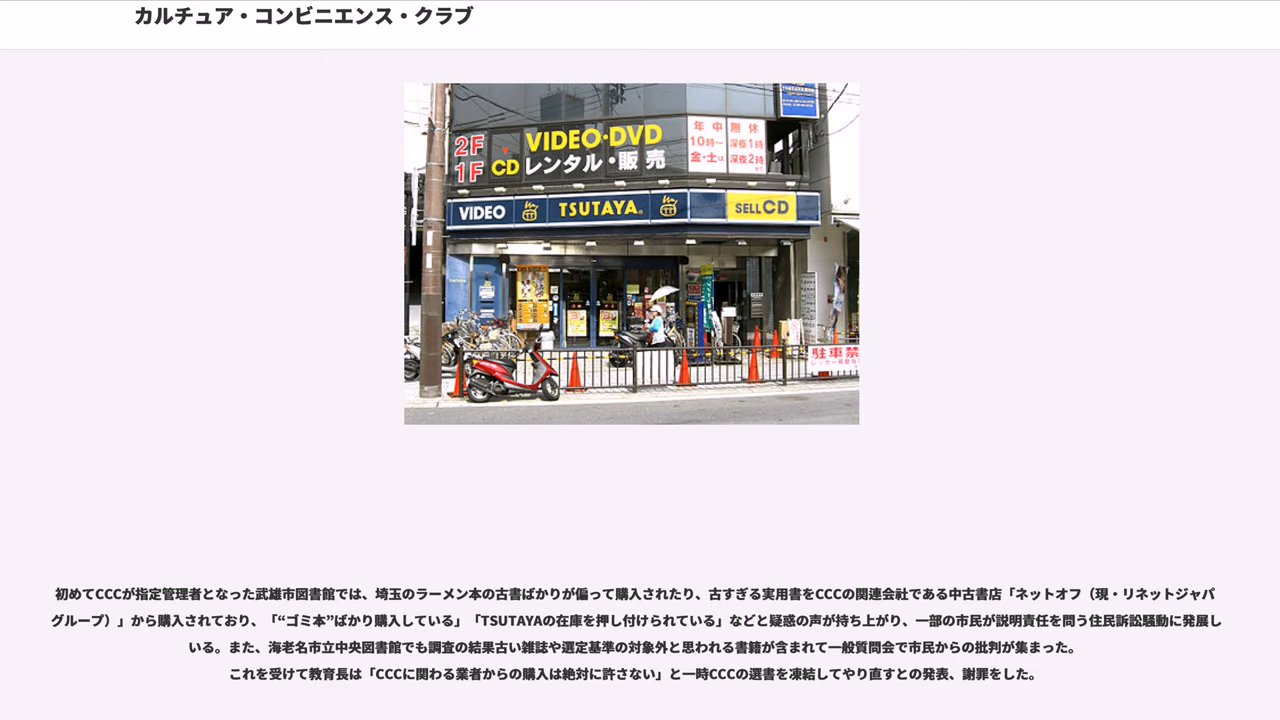 カルチュア・コンビニエンス・クラブ
2F VIDEO・DVD
1F CD レンタル・販売
年中無休
10時〜 深夜1時
金・土は 深夜2時
VIDEO TSUTAYA SELL CD
駐車禁
初めてCCCが指定管理者となった武雄市図書館では、埼玉のラーメン本の古書ばかりが偏って購入されたり、古すぎる実用書をCCCの関連会社である中古書店「ネットオフ（現・リネットジャパ
グループ）」から購入されており、「“ゴミ本”ばかり購入している」「TSUTAYAの在庫を押し付けられている」などと疑惑の声が持ち上がり、一部の市民が説明責任を問う住民訴訟騒動に発展し
いる。また、海老名市立中央図書館でも調査の結果古い雑誌や選定基準の対象外と思われる書籍が含まれて一般質問会で市民からの批判が集まった。
これを受けて教育長は「CCCに関わる業者からの購入は絶対に許さない」と一時CCCの選書を凍結してやり直すとの発表、謝罪をした。